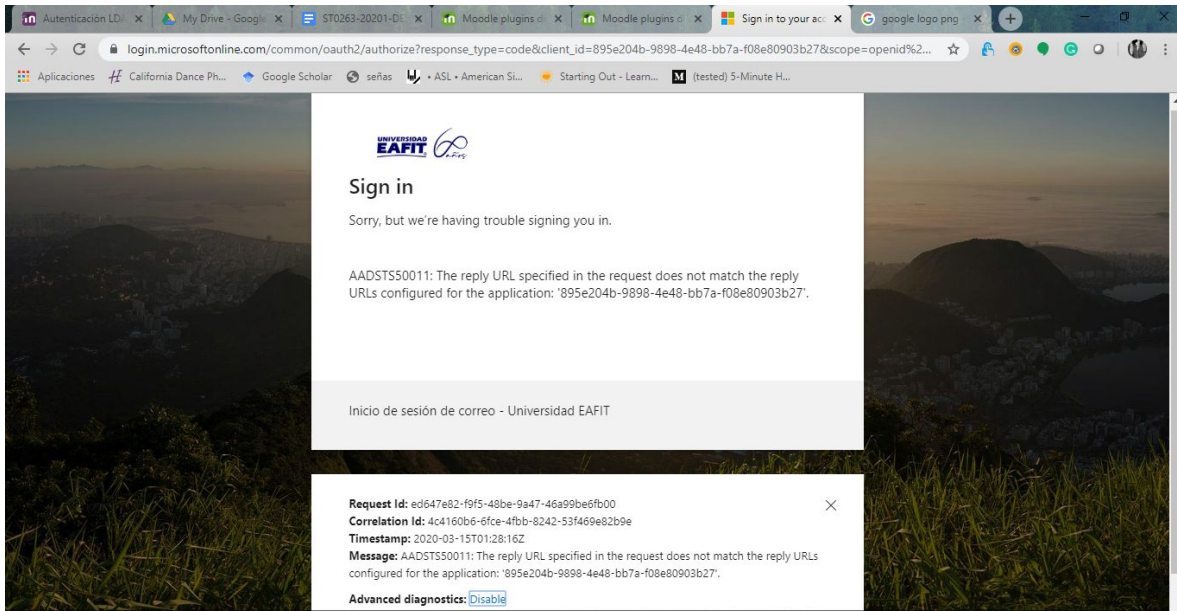 Autenticación LDA
My Drive - Google
ST0263-20201-DE
Moodle plugins d
Moodle plugins d
Sign in to your acc
google logo png
login.microsoftonline.com/common/oauth2/authorize?response_type=code&client_id=895e204b-9898-4e48-bb7a-f08e80903b27&scope=openid%2...
Aplicaciones
California Dance Ph...
Google Scholar
señas
• ASL • American Si...
Starting Out - Learn...
(tested) 5-Minute H...
UNIVERSIDAD
EAFIT
60
años
Sign in
Sorry, but we're having trouble signing you in.
AADSTS50011: The reply URL specified in the request does not match the reply
URLs configured for the application: '895e204b-9898-4e48-bb7a-f08e80903b27'.
Inicio de sesión de correo - Universidad EAFIT
Request Id: ed647e82-f9f5-48be-9a47-46a99be6fb00
Correlation Id: 4c4160b6-6fce-4fbb-8242-53f469e82b9e
Timestamp: 2020-03-15T01:28:16Z
Message: AADSTS50011: The reply URL specified in the request does not match the reply URLs
configured for the application: '895e204b-9898-4e48-bb7a-f08e80903b27'.
Advanced diagnostics: Disable